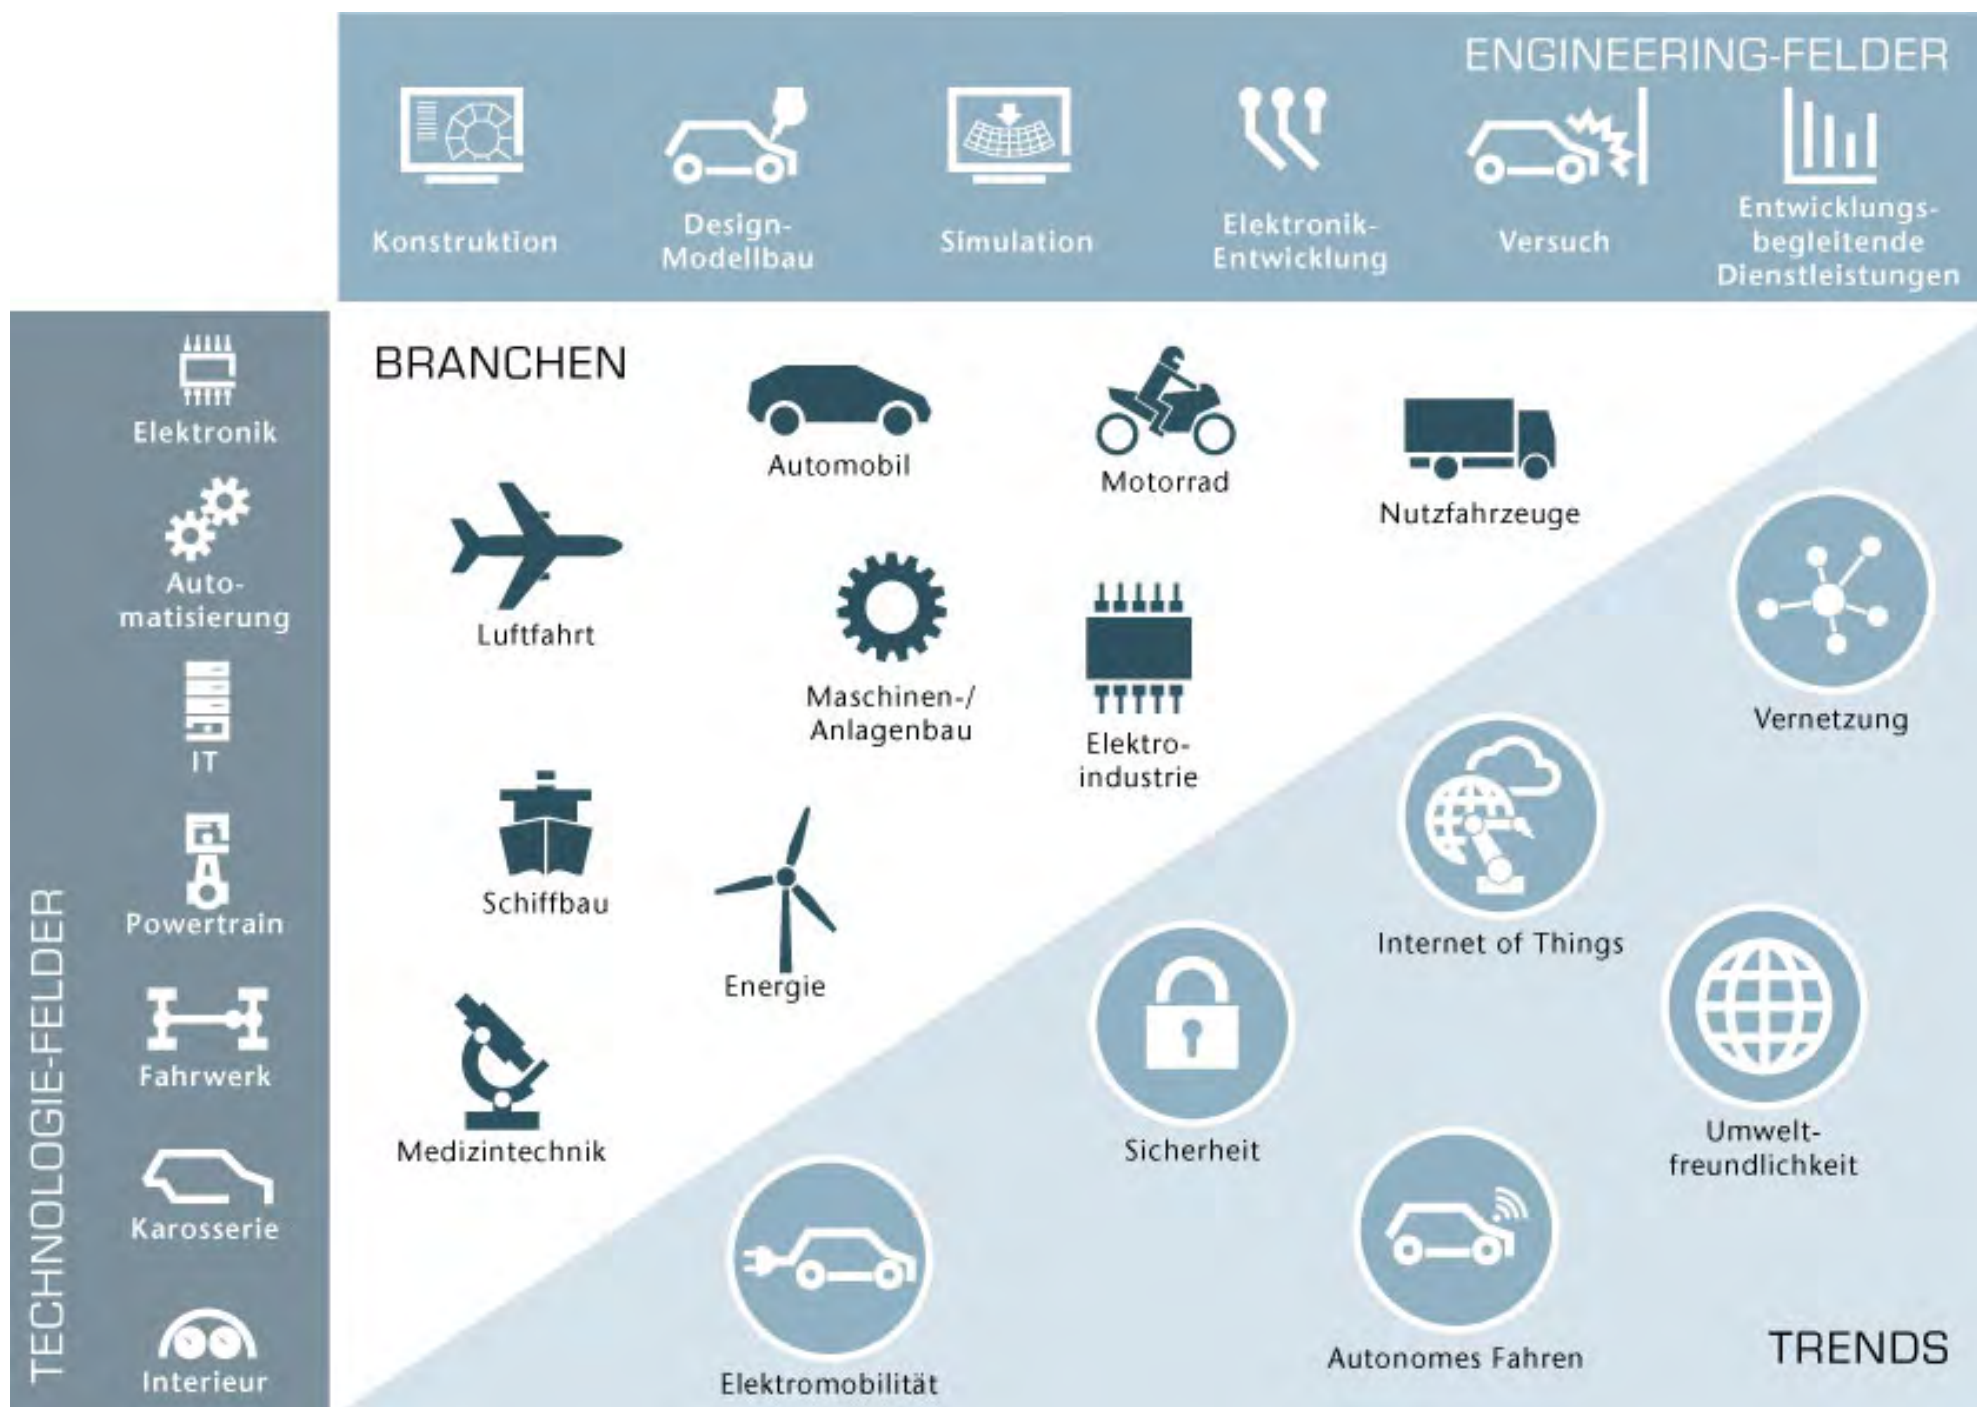 ENGINEERING-FELDER
Konstruktion
Design-
Modellbau
Simulation
Elektronik-
Entwicklung
Versuch
Entwicklungs-
begleitende
Dienstleistungen
TECHNOLOGIE-FELDER
Elektronik
Auto-
matisierung
IT
Powertrain
Fahrwerk
Karosserie
Interieur
BRANCHEN
Automobil
Motorrad
Nutzfahrzeuge
Luftfahrt
Maschinen-/
Anlagenbau
Elektro-
industrie
Schiffbau
Energie
Medizintechnik
Vernetzung
Internet of Things
Sicherheit
Umwelt-
freundlichkeit
Elektromobilität
Autonomes Fahren
TRENDS